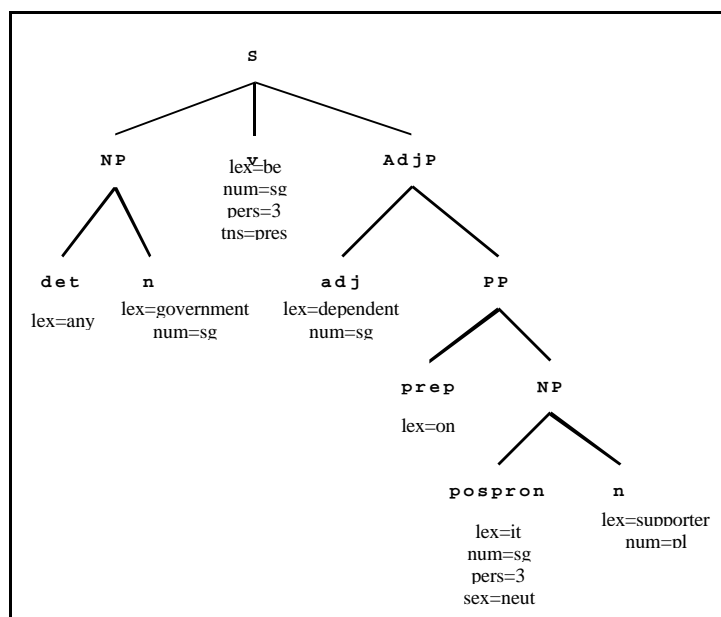 S
NP
v
AdjP
lex=be
num=sg
pers=3
tns=pres
det
n
adj
PP
lex=any
lex=government
num=sg
lex=dependent
num=sg
prep
NP
lex=on
pospron
n
lex=it
num=sg
pers=3
sex=neut
lex=supporter
num=pl